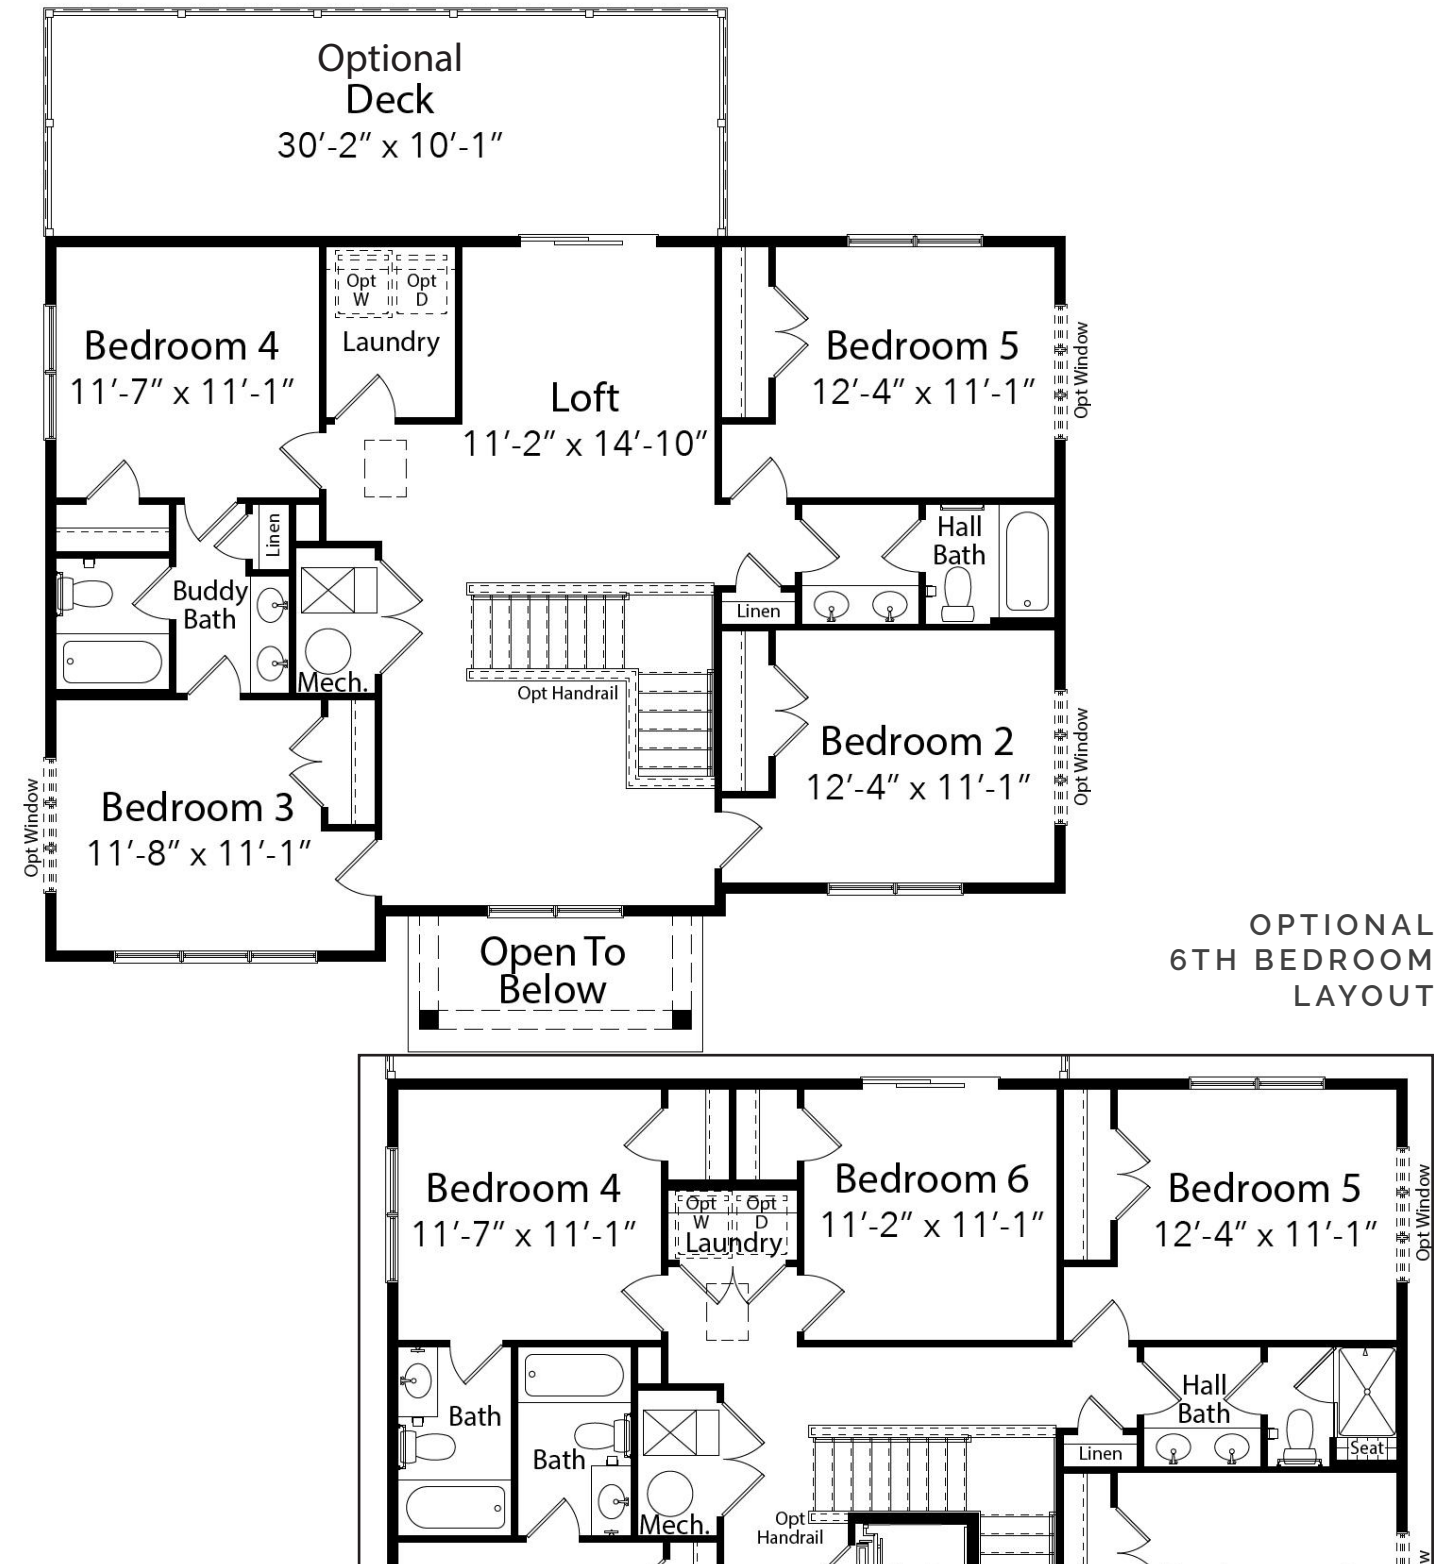 Optional
Deck
30'-2" x 10'-1"
Opt
W
Opt
D
Laundry
Bedroom 4
11'-7" x 11'-1"
Loft
11'-2" x 14'-10"
Bedroom 5
12'-4" x 11'-1"
Opt Window
Linen
Buddy
Bath
Hall
Bath
Linen
Mech.
Opt Handrail
Bedroom 2
12'-4" x 11'-1"
Opt Window
Bedroom 3
11'-8" x 11'-1"
Opt Window
Open To
Below
OPTIONAL
6TH BEDROOM
LAYOUT
Bedroom 4
11'-7" x 11'-1"
Opt
W
Opt
D
Laundry
Bedroom 6
11'-2" x 11'-1"
Bedroom 5
12'-4" x 11'-1"
Opt Window
Bath
Bath
Hall
Bath
Linen
Seat
Mech.
Opt
Handrail